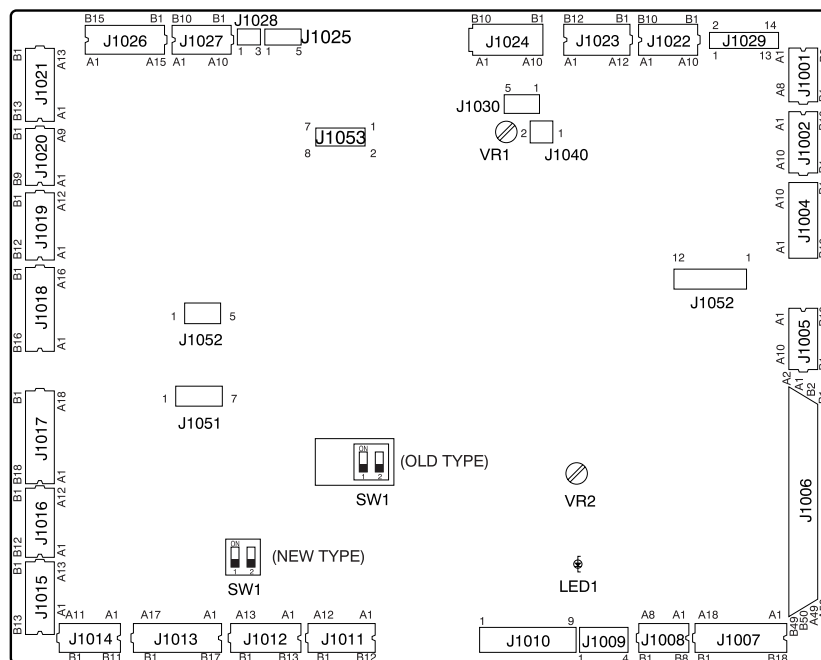 B15 B1 B10 B1 J1028 B10 B1 B12 B1 B10 B1 2 14
J1026 J1027 1 3 1 5 J1025 J1024 J1023 J1022 J1029
A1 A15 A1 A10 A1 A10 A1 A12 A1 A10 1 13
B1 J1021 A13
B13 A1
A1 J1001
A8
5 1
J1030
7 1
J1053
8 2
VR1 2 1 J1040
B1 J1020 A9
B9 A1
A1 J1002
A10
B1 J1019 A12
B12 A1
A10 J1004
A1
B1 J1018 A16
B16 A1
12 1
J1052
1 5
J1052
A1 J1005
A10
A2 A1 B2
1 7
J1051
B1 J1017 A18
B18 A1
ON
1 2
(OLD TYPE)
SW1
VR2
J1006
B1 J1016 A12
B12 A1
ON
1 2
(NEW TYPE)
SW1
LED1
B1 J1015 A13
B13 A1
B49 B50 A49
A11 A1 A17 A1 A13 A1 A12 A1 1 9 A8 A1 A18 A1
J1014 J1013 J1012 J1011 J1010 J1009 J1008 J1007
B1 B11 B1 B17 B1 B13 B1 B12 1 4 B1 B8 B1 B18